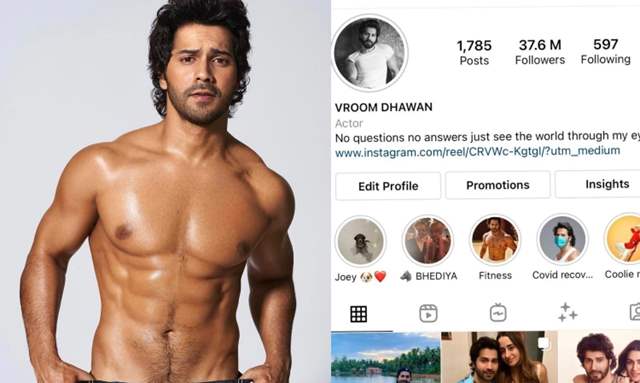 1,785
37.6 M
597
Posts
Followers
Following
VROOM DHAWAN
Actor
No questions no answers just see the world through my ey
www.instagram.com/reel/CRVWc-KgtgI/?utm_medium
Edit Profile
Promotions
Insights
Joey 🐶❤️
🐺 BHEDIYA
Fitness
Covid recov...
Coolie n